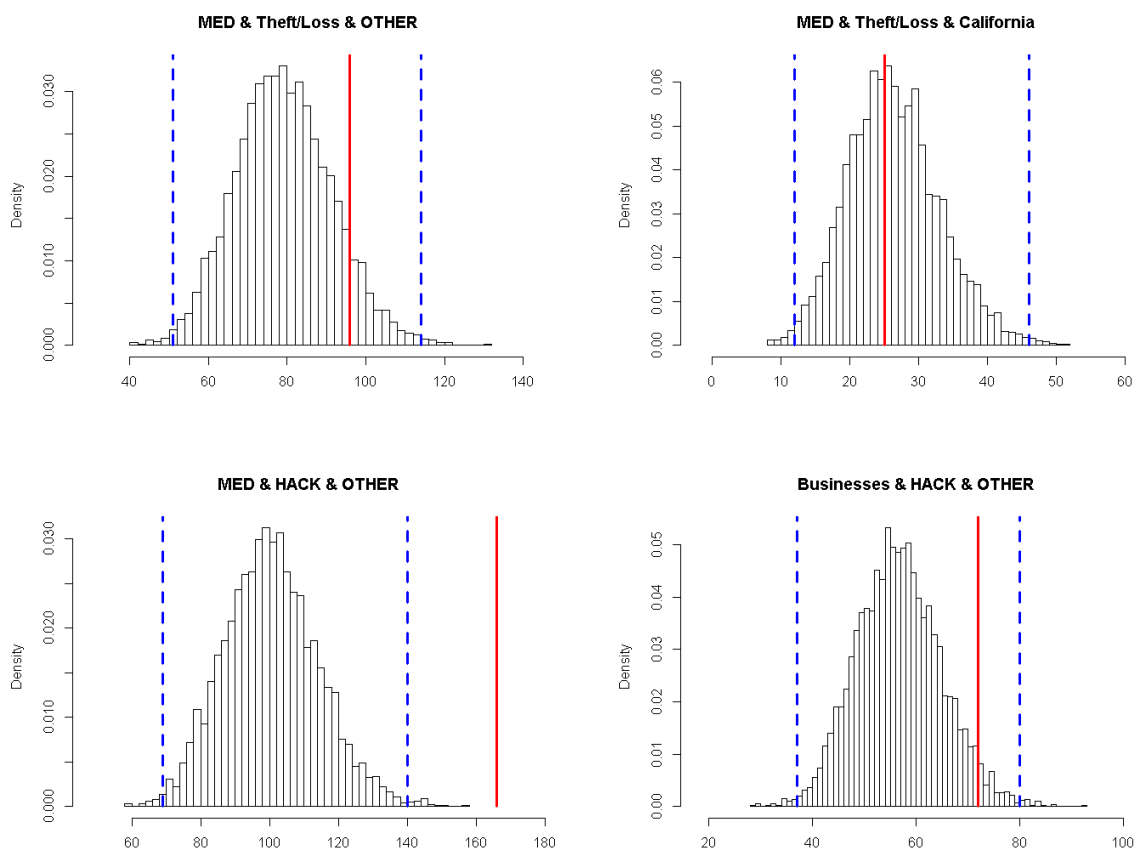 MED & Theft/Loss & OTHER
Density
0.000 0.010 0.020 0.030
40 60 80 100 120 140
MED & Theft/Loss & California
Density
0.00 0.01 0.02 0.03 0.04 0.05 0.06
0 10 20 30 40 50 60
MED & HACK & OTHER
Density
0.000 0.010 0.020 0.030
60 80 100 120 140 160 180
Businesses & HACK & OTHER
Density
0.00 0.01 0.02 0.03 0.04 0.05
20 40 60 80 100